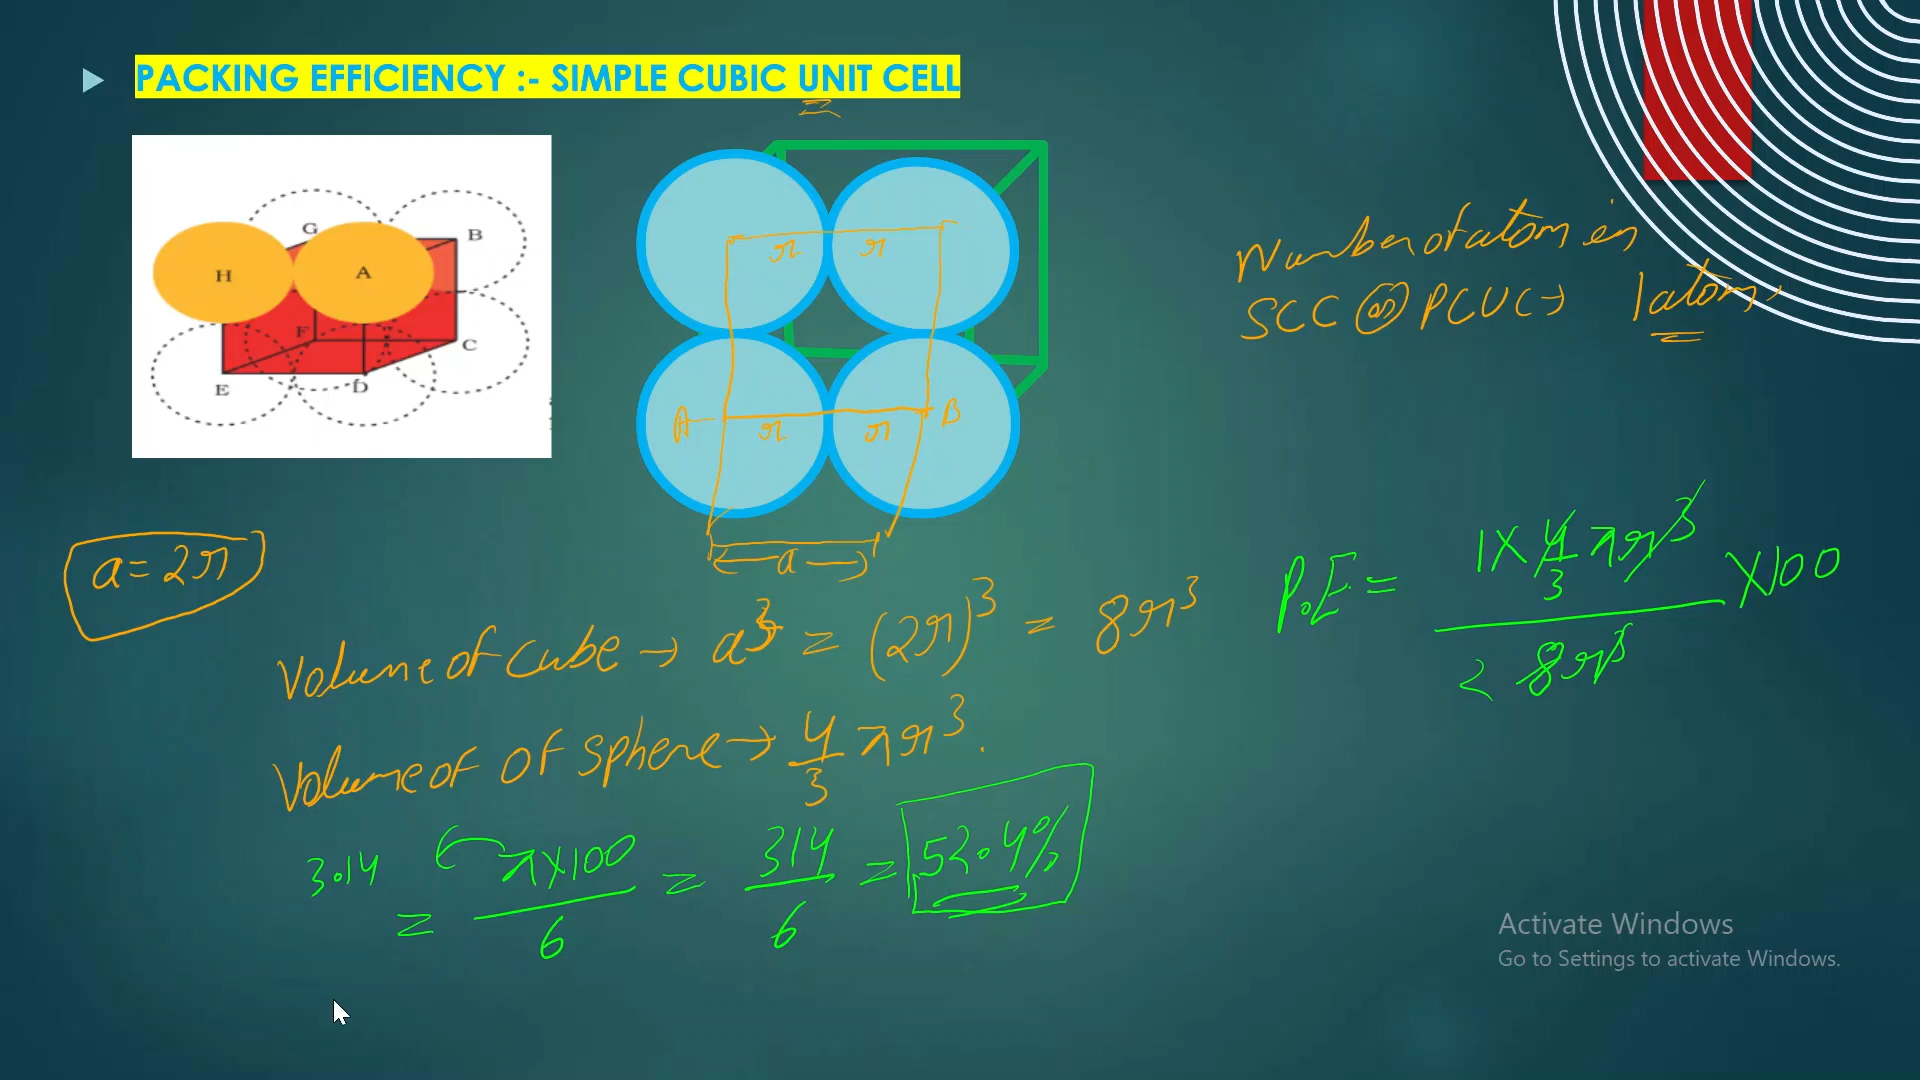 PACKING EFFICIENCY :- SIMPLE CUBIC UNIT CELL
G
B
H
A
F
C
E
D
r r
A r r B
a
Number of atom in
SCC or PCUC → 1 atom
a = 2r
Volume of cube → a³ = (2r)³ = 8r³
Volume of of sphere → 4/3 πr³.
P.E = 1 × 4/3 πr³ / 8r³ × 100
2
3.14
= π×100/6 = 314/6 = 52.4%
Activate Windows
Go to Settings to activate Windows.